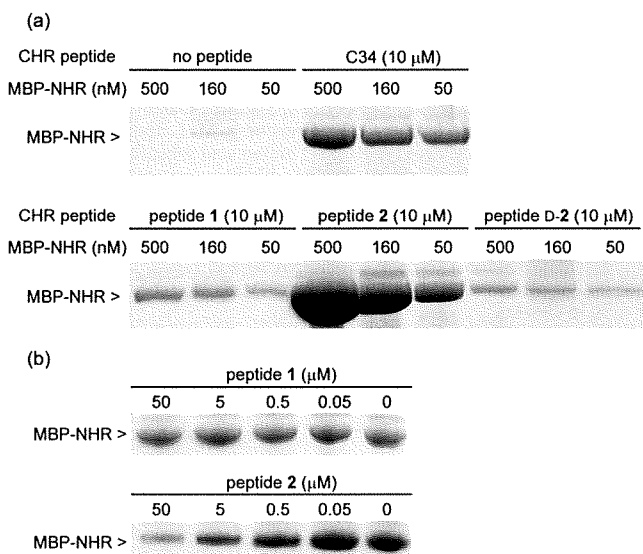 (a)
CHR peptide no peptide C34 (10 µM)
MBP-NHR (nM) 500 160 50 500 160 50
MBP-NHR >
CHR peptide peptide 1 (10 µM) peptide 2 (10 µM) peptide D-2 (10 µM)
MBP-NHR (nM) 500 160 50 500 160 50 500 160 50
MBP-NHR >
(b)
peptide 1 (µM)
50 5 0.5 0.05 0
MBP-NHR >
peptide 2 (µM)
50 5 0.5 0.05 0
MBP-NHR >